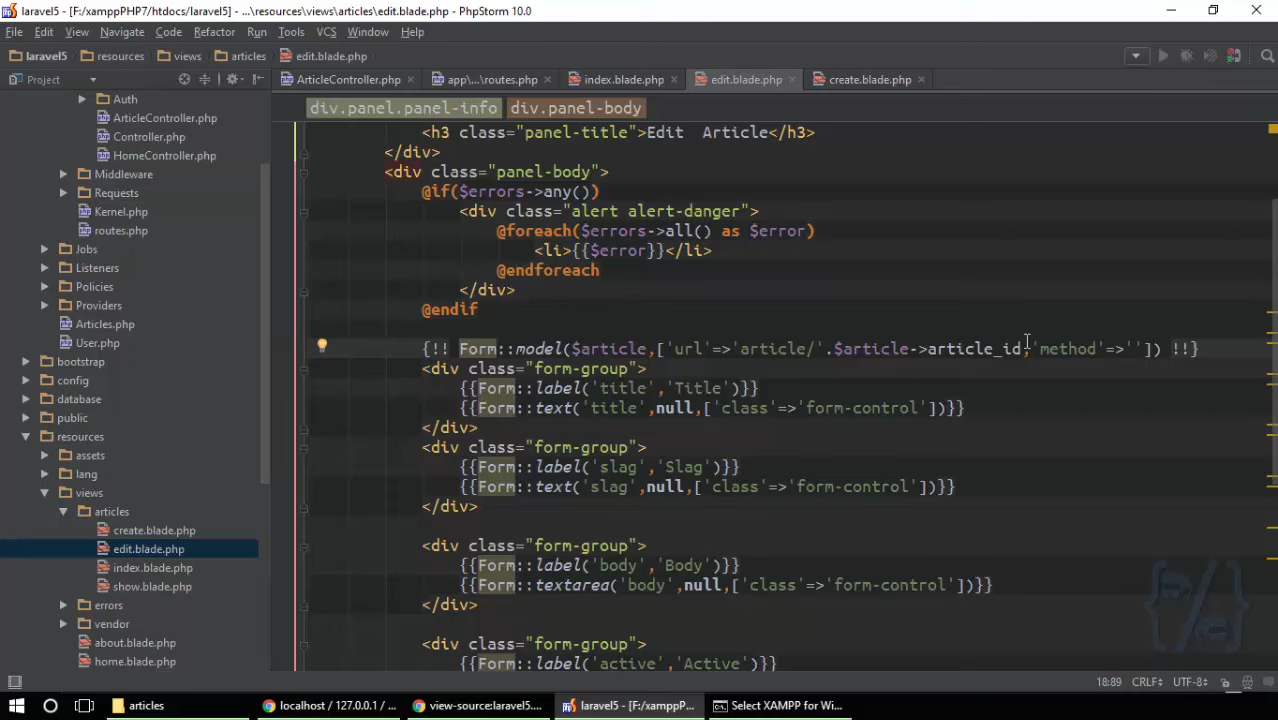 laravel5 - [F:/xamppPHP7/htdocs/laravel5] - ...\resources\views\articles\edit.blade.php - PhpStorm 10.0
File Edit View Navigate Code Refactor Run Tools VCS Window Help
laravel5 resources views articles edit.blade.php
Project
ArticleController.php app\...\routes.php index.blade.php edit.blade.php create.blade.php
div.panel.panel-info div.panel-body
Auth
ArticleController.php
Controller.php
HomeController.php
Middleware
Requests
Kernel.php
routes.php
Jobs
Listeners
Policies
Providers
Articles.php
User.php
bootstrap
config
database
public
resources
assets
lang
views
articles
create.blade.php
edit.blade.php
index.blade.php
show.blade.php
errors
vendor
about.blade.php
home.blade.php
<h3 class="panel-title">Edit  Article</h3>
</div>
<div class="panel-body">
@if($errors->any())
<div class="alert alert-danger">
@foreach($errors->all() as $error)
<li>{{$error}}</li>
@endforeach
</div>
@endif
{!! Form::model($article,['url'=>'article/'.$article->article_id,'method'=>'']) !!}
<div class="form-group">
{{Form::label('title','Title')}}
{{Form::text('title',null,['class'=>'form-control'])}}
</div>
<div class="form-group">
{{Form::label('slag','Slag')}}
{{Form::text('slag',null,['class'=>'form-control'])}}
</div>
<div class="form-group">
{{Form::label('body','Body')}}
{{Form::textarea('body',null,['class'=>'form-control'])}}
</div>
<div class="form-group">
{{Form::label('active','Active')}}
18:89 CRLF UTF-8
articles localhost / 127.0.0.1 / ... view-source:laravel5.... laravel5 - [F:/xampp... Select XAMPP for Wi...